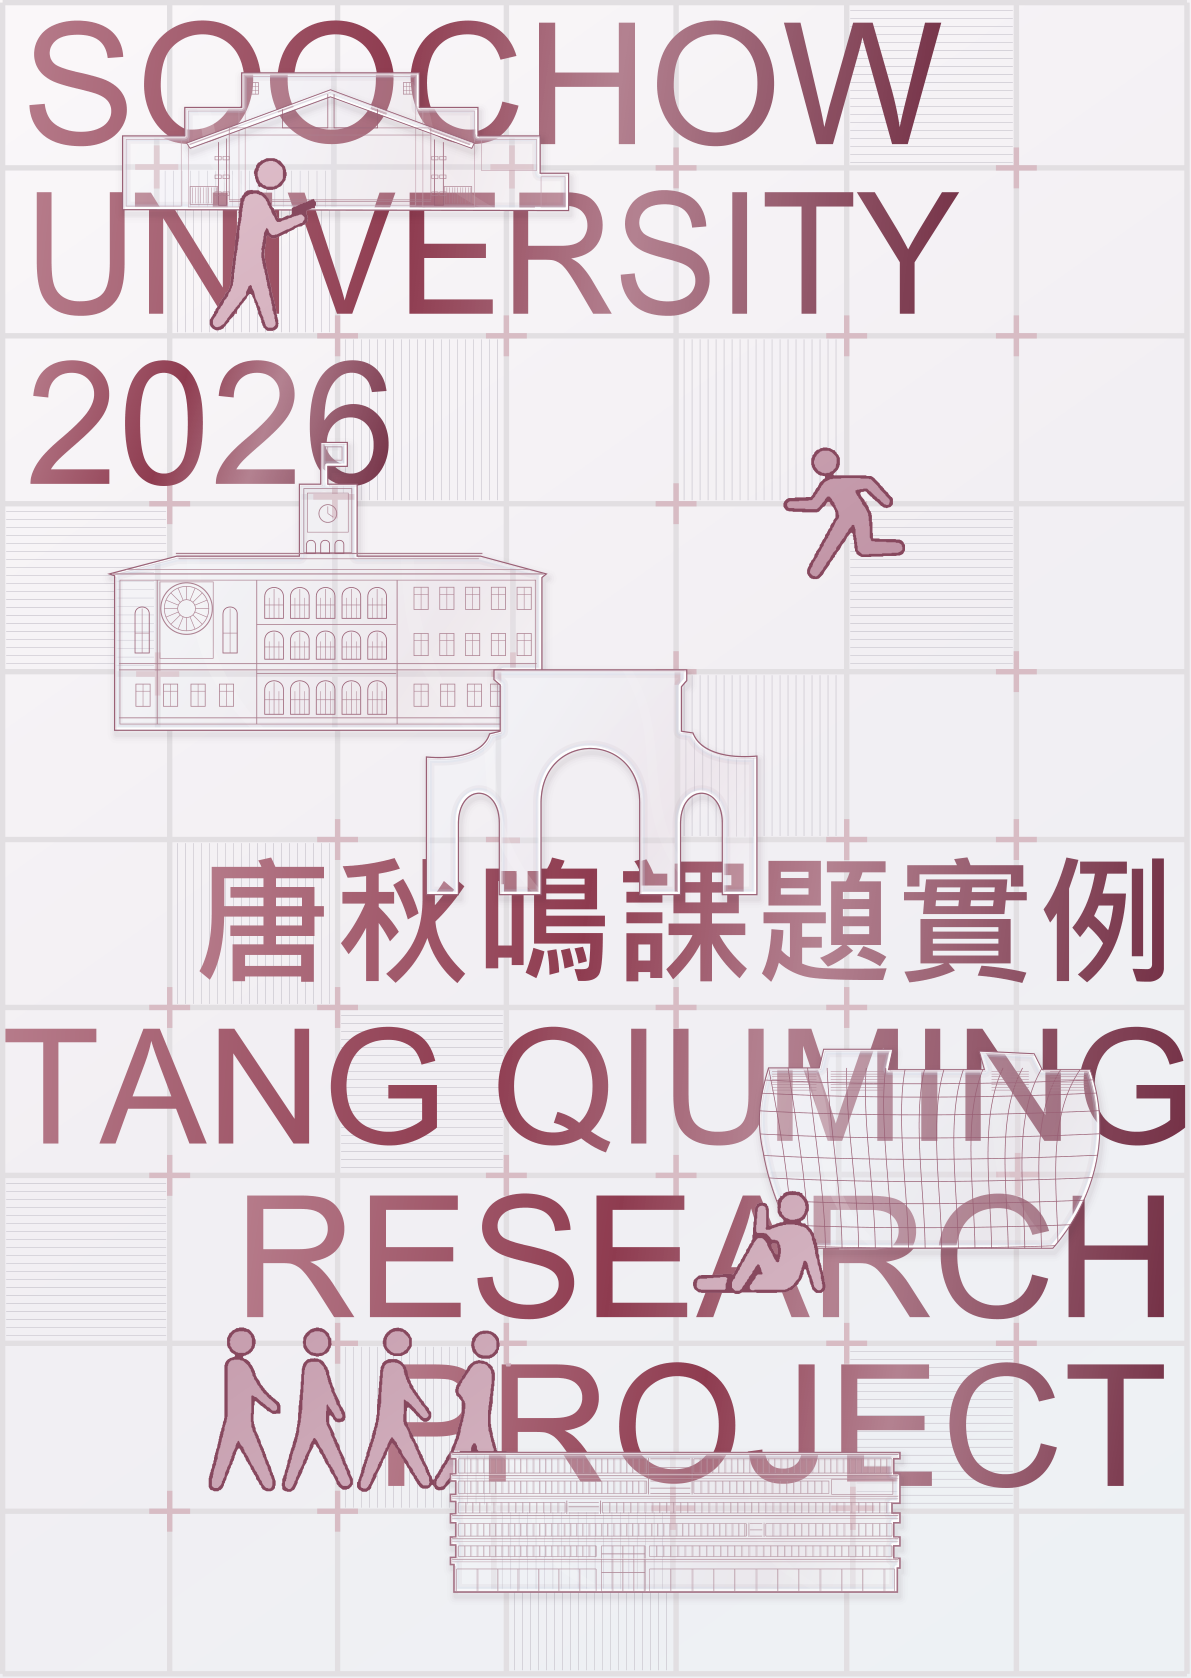 SOOCHOW
UNIVERSITY
2026
唐秋鳴課題實例
TANG QIUMING
RESEARCH
PROJECT